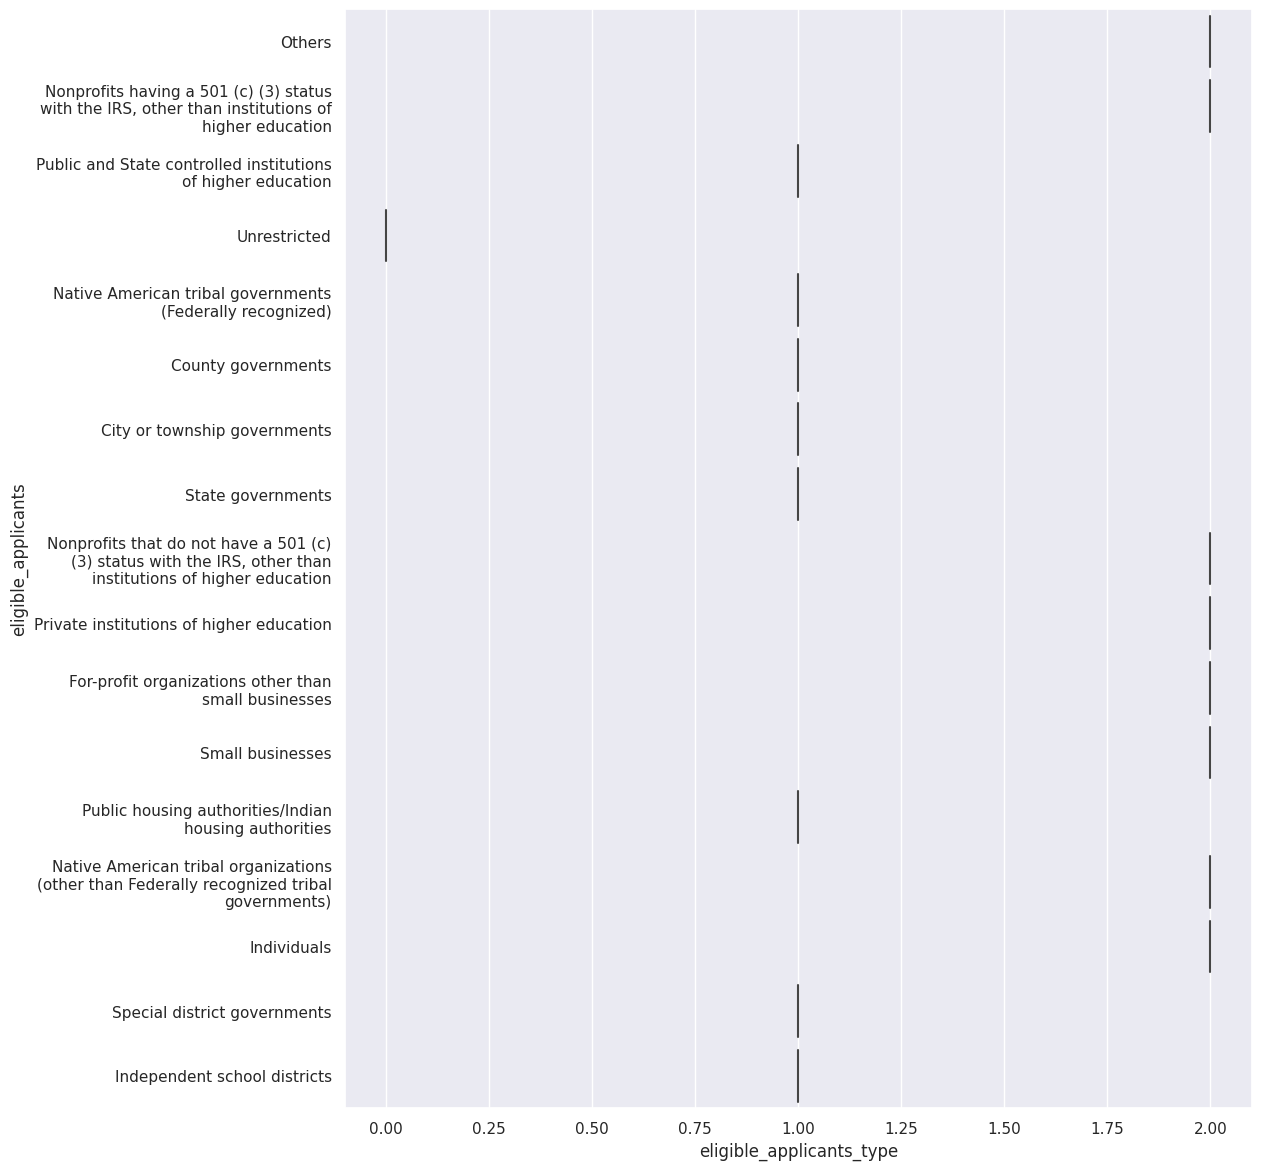 Others
Nonprofits having a 501 (c) (3) status
with the IRS, other than institutions of
higher education
Public and State controlled institutions
of higher education
Unrestricted
Native American tribal governments
(Federally recognized)
County governments
City or township governments
State governments
Nonprofits that do not have a 501 (c)
(3) status with the IRS, other than
institutions of higher education
Private institutions of higher education
For-profit organizations other than
small businesses
Small businesses
Public housing authorities/Indian
housing authorities
Native American tribal organizations
(other than Federally recognized tribal
governments)
Individuals
Special district governments
Independent school districts
eligible_applicants
0.00 0.25 0.50 0.75 1.00 1.25 1.50 1.75 2.00
eligible_applicants_type